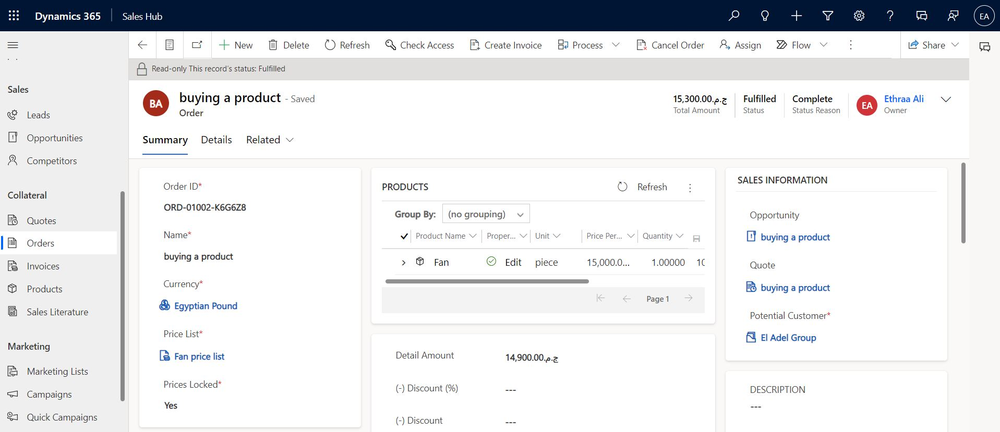 Dynamics 365
Sales Hub
EA
New
Delete
Refresh
Check Access
Create Invoice
Process
Cancel Order
Assign
Flow
Share
Read-only This record's status: Fulfilled
Sales
Leads
Opportunities
Competitors
Collateral
Quotes
Orders
Invoices
Products
Sales Literature
Marketing
Marketing Lists
Campaigns
Quick Campaigns
BA
buying a product - Saved
Order
ج.م.15,300.00
Total Amount
Fulfilled
Status
Complete
Status Reason
EA
Ethraa Ali
Owner
Summary
Details
Related
Order ID*
ORD-01002-K6G6Z8
Name*
buying a product
Currency*
Egyptian Pound
Price List*
Fan price list
Prices Locked*
Yes
PRODUCTS
Refresh
Group By: (no grouping)
Product Name Proper... Unit Price Per... Quantity
Fan Edit piece 15,000.0... 1.00000 10
Page 1
Detail Amount
ج.م.14,900.00
(-) Discount (%)
---
(-) Discount
---
SALES INFORMATION
Opportunity
buying a product
Quote
buying a product
Potential Customer*
El Adel Group
DESCRIPTION
---